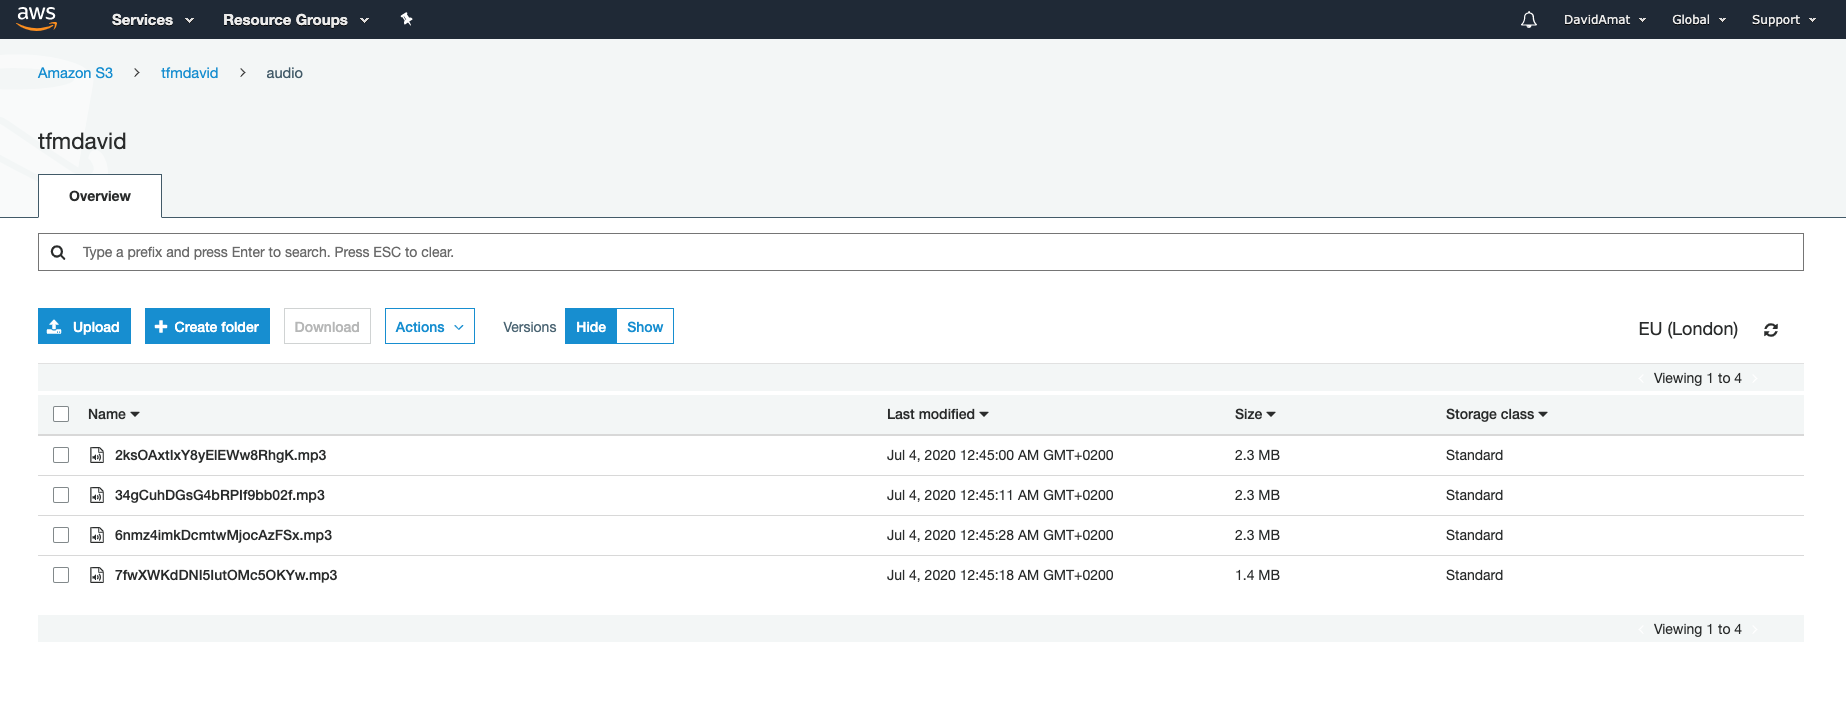 aws Services Resource Groups DavidAmat Global Support
Amazon S3 > tfmdavid > audio
tfmdavid
Overview
Type a prefix and press Enter to search. Press ESC to clear.
Upload + Create folder Download Actions Versions Hide Show EU (London)
Viewing 1 to 4
Name Last modified Size Storage class
2ksOAxtIxY8yElEWw8RhgK.mp3 Jul 4, 2020 12:45:00 AM GMT+0200 2.3 MB Standard
34gCuhDGsG4bRPIf9bb02f.mp3 Jul 4, 2020 12:45:11 AM GMT+0200 2.3 MB Standard
6nmz4imkDcmtwMjocAzFSx.mp3 Jul 4, 2020 12:45:28 AM GMT+0200 2.3 MB Standard
7fwXWKdDNI5IutOMc5OKYw.mp3 Jul 4, 2020 12:45:18 AM GMT+0200 1.4 MB Standard
Viewing 1 to 4